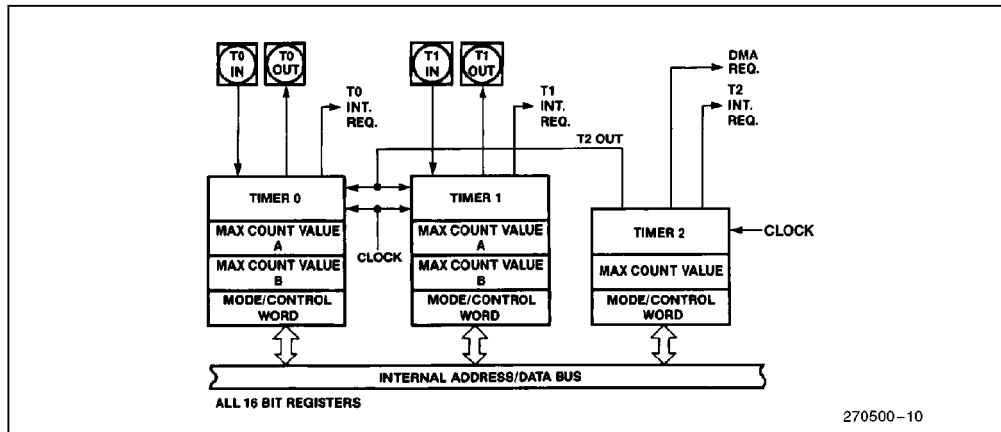 T0
IN
T0
OUT
T0
INT.
REQ.
T1
IN
T1
OUT
T1
INT.
REQ.
DMA
REQ.
T2
INT.
REQ.
T2 OUT
TIMER 0
MAX COUNT VALUE
A
MAX COUNT VALUE
B
MODE/CONTROL
WORD
CLOCK
TIMER 1
MAX COUNT VALUE
A
MAX COUNT VALUE
B
MODE/CONTROL
WORD
TIMER 2
MAX COUNT VALUE
MODE/CONTROL
WORD
CLOCK
INTERNAL ADDRESS/DATA BUS
ALL 16 BIT REGISTERS
270500-10